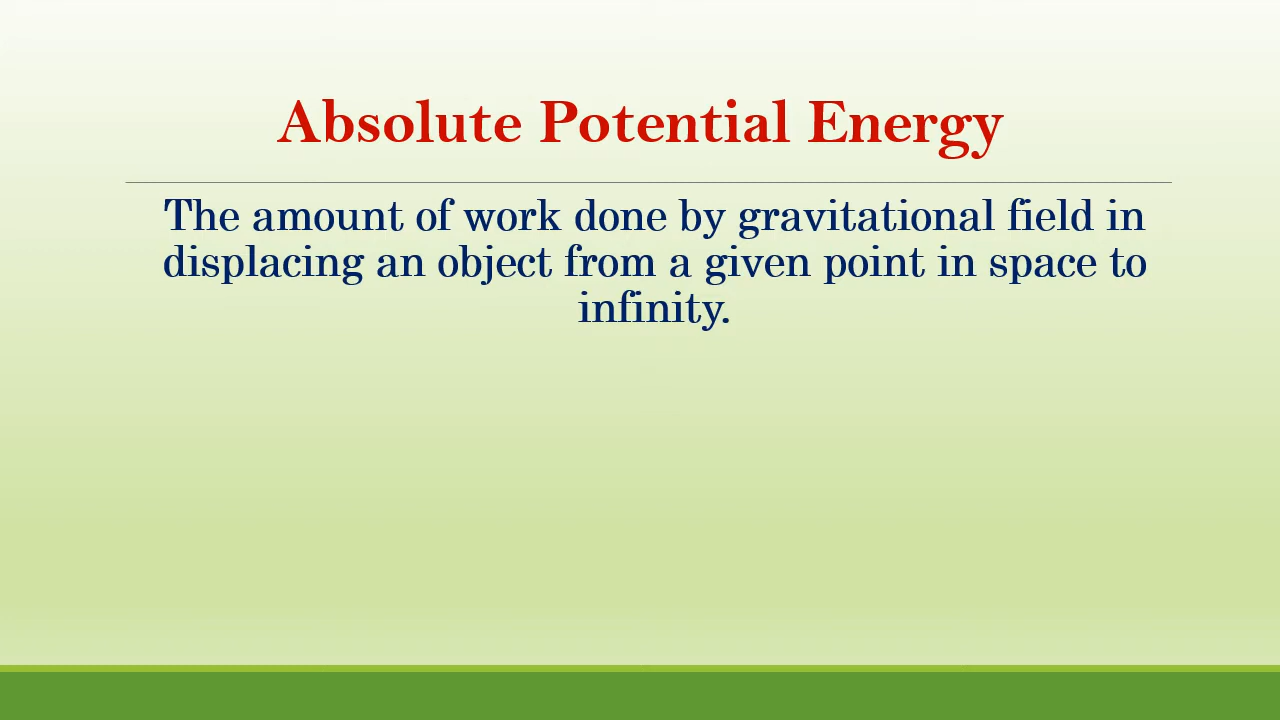 Absolute Potential Energy
The amount of work done by gravitational field in
displacing an object from a given point in space to
infinity.